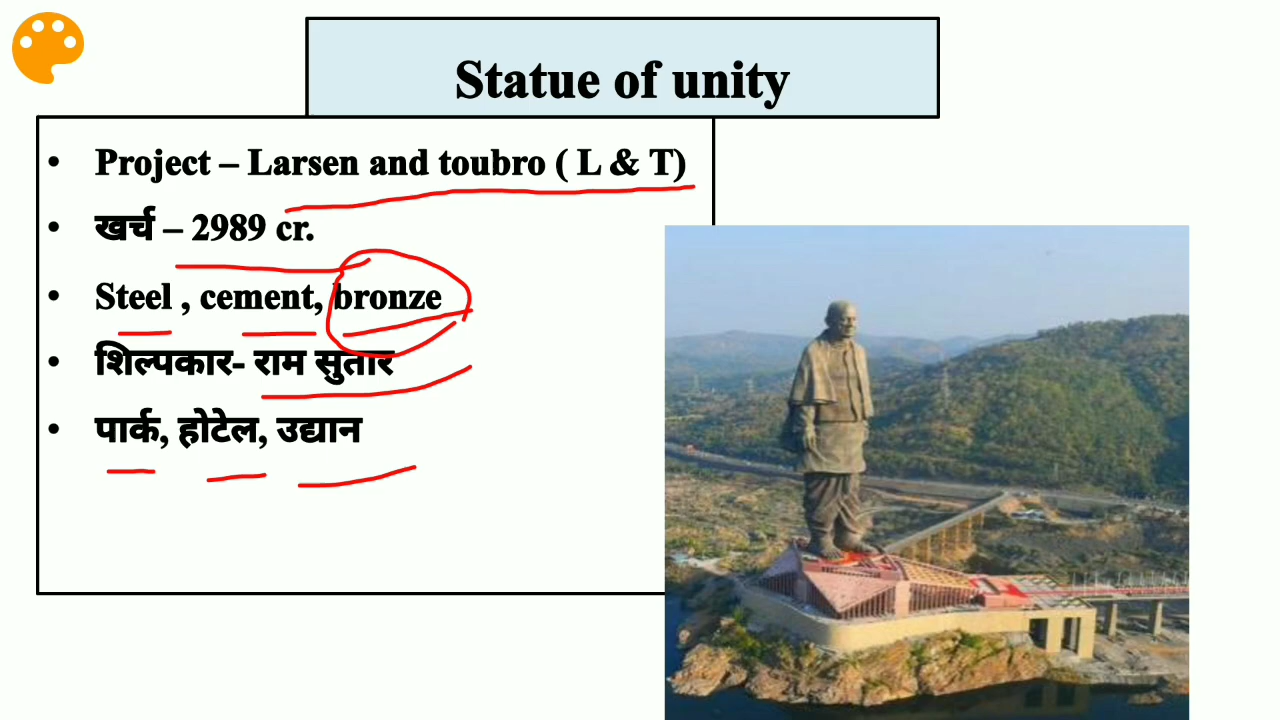 Statue of unity
• Project – Larsen and toubro ( L & T)
• खर्च – 2989 cr.
• Steel , cement, bronze
• शिल्पकार- राम सुतार
• पार्क, होटेल, उद्यान